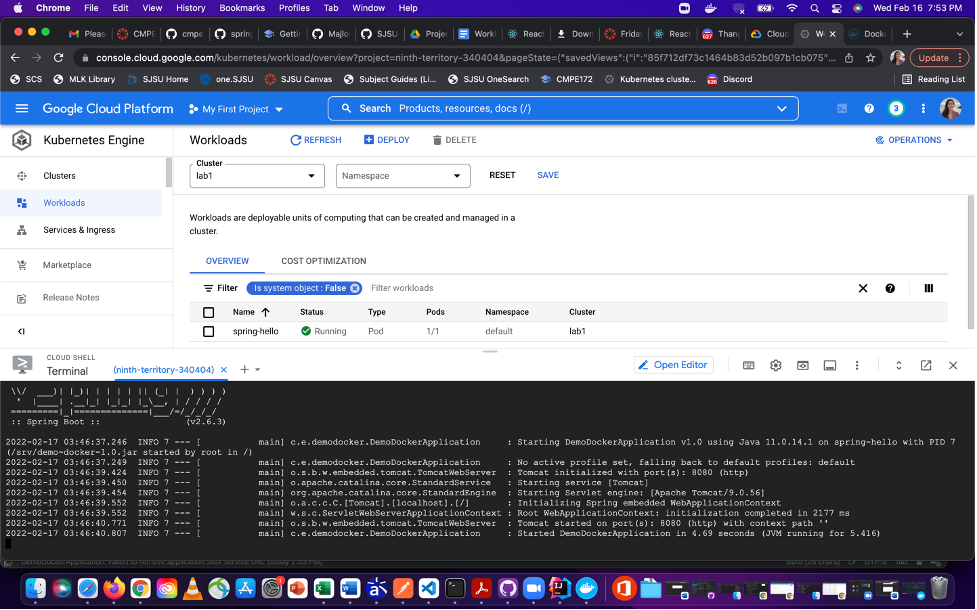 Chrome File Edit View History Bookmarks Profiles Tab Window Help Wed Feb 16 7:53 PM
Pleas CMPE cmpe spring Gettin Majlo SJSU Proje Work React Down Friday React Thang Cloud Wo Docke
console.cloud.google.com/kubernetes/workload/overview?project=ninth-territory-340404&pageState=("savedViews":("i":"85f712df73c1464b83d52b097b1cb075"... Update
SCS MLK Library SJSU Home one.SJSU SJSU Canvas Subject Guides (Li... SJSU OneSearch CMPE172 Kubernetes cluste... Discord Reading List
Google Cloud Platform My First Project Search Products, resources, docs (/) 3
Kubernetes Engine
Workloads REFRESH DEPLOY DELETE OPERATIONS
Clusters
Workloads
Services & Ingress
Marketplace
Release Notes
Cluster
lab1 Namespace RESET SAVE
Workloads are deployable units of computing that can be created and managed in a
cluster.
OVERVIEW COST OPTIMIZATION
Filter Is system object : False Filter workloads
Name Status Type Pods Namespace Cluster
spring-hello Running Pod 1/1 default lab1
CLOUD SHELL
Terminal (ninth-territory-340404) Open Editor
:: Spring Boot :: (v2.6.3)
2022-02-17 03:46:37.246 INFO 7 --- [ main] c.e.demodocker.DemoDockerApplication : Starting DemoDockerApplication v1.0 using Java 11.0.14.1 on spring-hello with PID 7
(/srv/demo-docker-1.0.jar started by root in /)
2022-02-17 03:46:37.249 INFO 7 --- [ main] c.e.demodocker.DemoDockerApplication : No active profile set, falling back to default profiles: default
2022-02-17 03:46:39.424 INFO 7 --- [ main] o.s.b.w.embedded.tomcat.TomcatWebServer : Tomcat initialized with port(s): 8080 (http)
2022-02-17 03:46:39.450 INFO 7 --- [ main] o.apache.catalina.core.StandardService : Starting service [Tomcat]
2022-02-17 03:46:39.454 INFO 7 --- [ main] org.apache.catalina.core.StandardEngine : Starting Servlet engine: [Apache Tomcat/9.0.56]
2022-02-17 03:46:39.552 INFO 7 --- [ main] o.a.c.c.C.[Tomcat].[localhost].[/] : Initializing Spring embedded WebApplicationContext
2022-02-17 03:46:39.552 INFO 7 --- [ main] w.s.c.ServletWebServerApplicationContext : Root WebApplicationContext: initialization completed in 2177 ms
2022-02-17 03:46:40.771 INFO 7 --- [ main] o.s.b.w.embedded.tomcat.TomcatWebServer : Tomcat started on port(s): 8080 (http) with context path ''
2022-02-17 03:46:40.807 INFO 7 --- [ main] c.e.demodocker.DemoDockerApplication : Started DemoDockerApplication in 4.69 seconds (JVM running for 5.416)